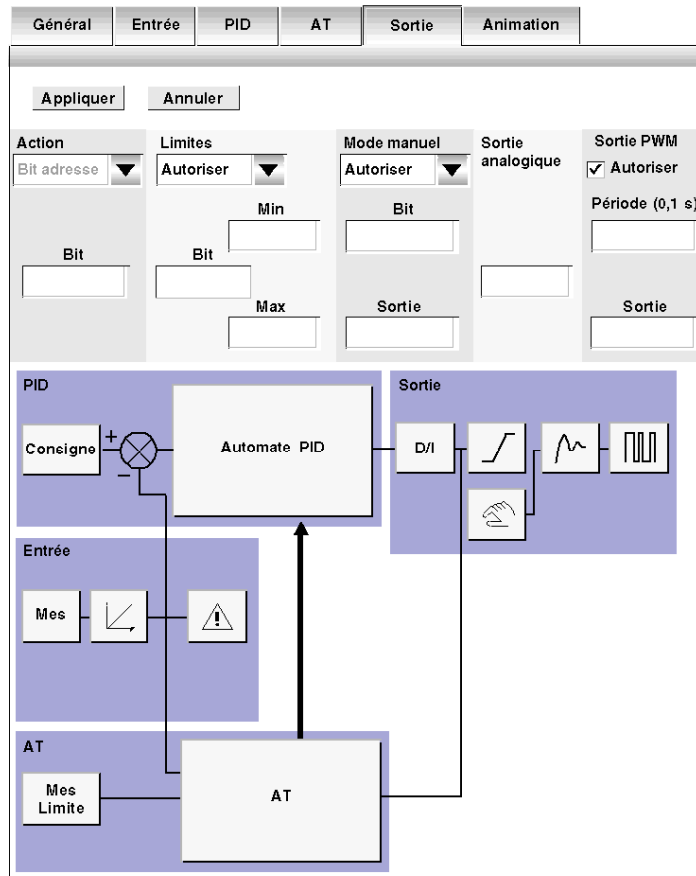 Général Entrée PID AT Sortie Animation
Appliquer Annuler
Action Limites Mode manuel Sortie analogique Sortie PWM
Bit adresse Autoriser Autoriser Autoriser
Min Bit Période (0,1 s)
Bit Bit
Max Sortie Sortie
PID Sortie
Consigne + − Automate PID D/I
Entrée
Mes
AT
Mes
Limite
AT